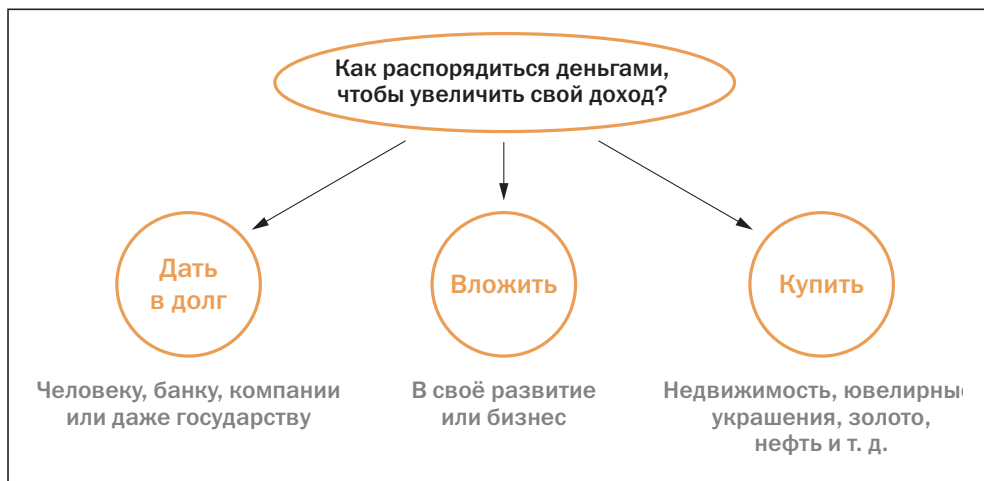 Как распорядиться деньгами,
чтобы увеличить свой доход?
Дать
в долг
Вложить
Купить
Человеку, банку, компании
или даже государству
В своё развитие
или бизнес
Недвижимость, ювелирные
украшения, золото,
нефть и т. д.